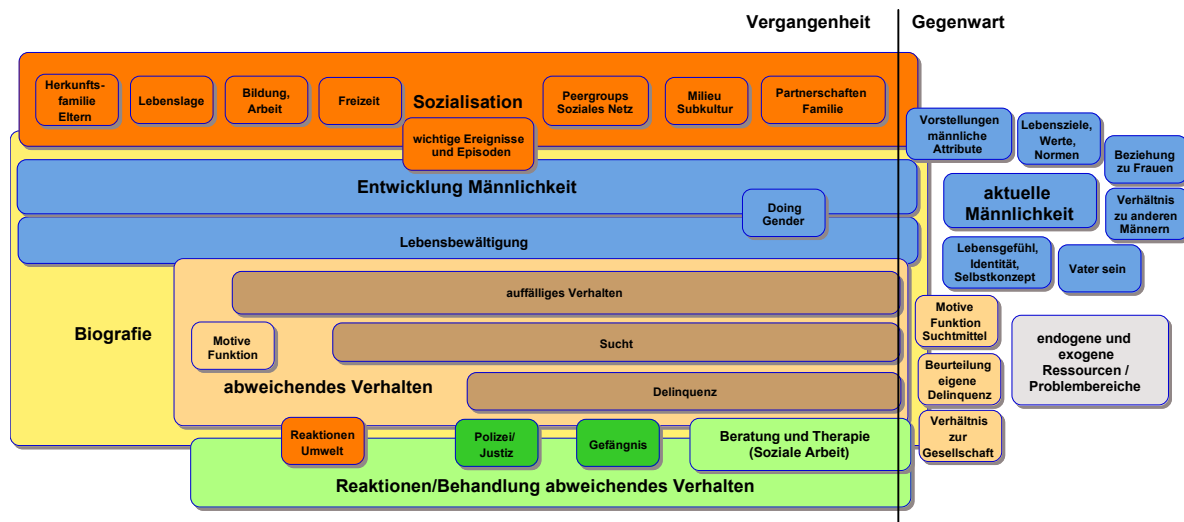 Vergangenheit
Gegenwart
Herkunfts-
familie
Eltern
Lebenslage
Bildung,
Arbeit
Freizeit
Sozialisation
Peergroups
Soziales Netz
Milieu
Subkultur
Partnerschaften
Familie
wichtige Ereignisse
und Episoden
Vorstellungen
männliche
Attribute
Lebensziele,
Werte,
Normen
Beziehung
zu Frauen
Entwicklung Männlichkeit
aktuelle
Männlichkeit
Doing
Gender
Verhältnis
zu anderen
Männern
Lebensbewältigung
Lebensgefühl,
Identität,
Selbstkonzept
Vater sein
auffälliges Verhalten
Biografie
Motive
Funktion
Sucht
Motive
Funktion
Suchtmittel
endogene und
exogene
Ressourcen /
Problembereiche
abweichendes Verhalten
Delinquenz
Beurteilung
eigene
Delinquenz
Reaktionen
Umwelt
Polizei/
Justiz
Gefängnis
Beratung und Therapie
(Soziale Arbeit)
Verhältnis
zur
Gesellschaft
Reaktionen/Behandlung abweichendes Verhalten